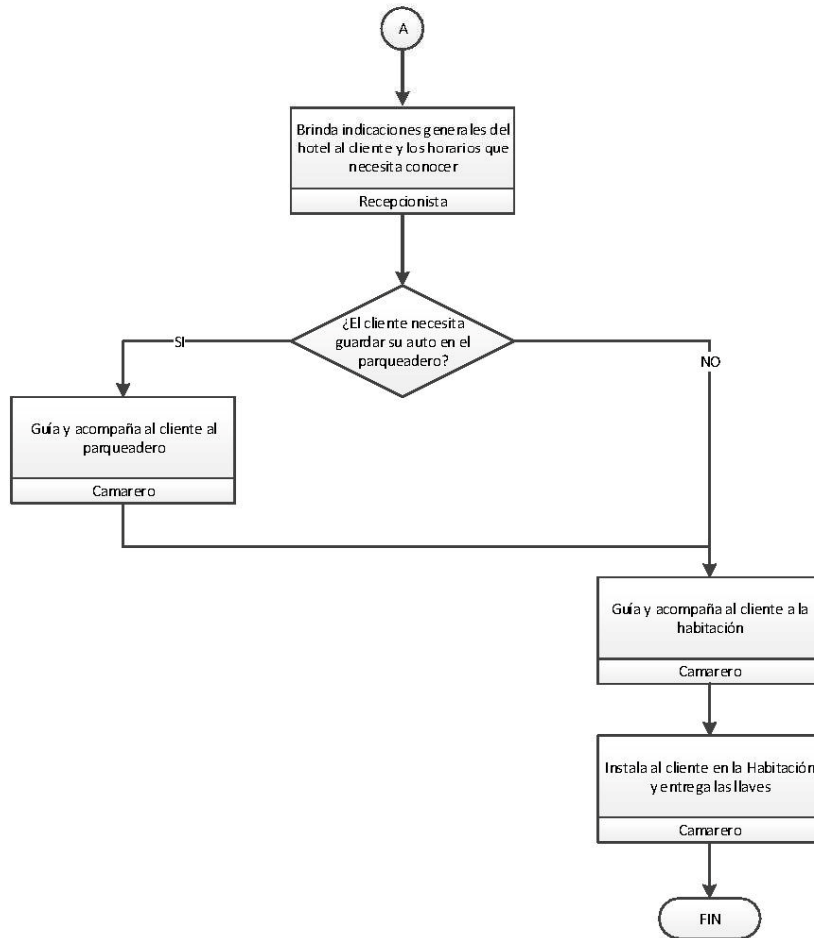 A
Brinda indicaciones generales del
hotel al cliente y los horarios que
necesita conocer
Recepcionista
¿El cliente necesita
guardar su auto en el
parqueadero?
SI
NO
Guía y acompaña al cliente al
parqueadero
Camarero
Guía y acompaña al cliente a la
habitación
Camarero
Instala al cliente en la Habitación
y entrega las llaves
Camarero
FIN